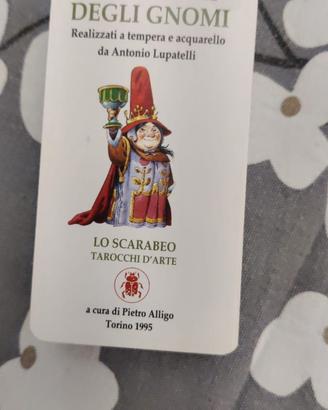 DEGLI GNOMI
Realizzati a tempera e acquarello
da Antonio Lupatelli
LO SCARABEO
TAROCCHI D'ARTE
a cura di Pietro Alligo
Torino 1995